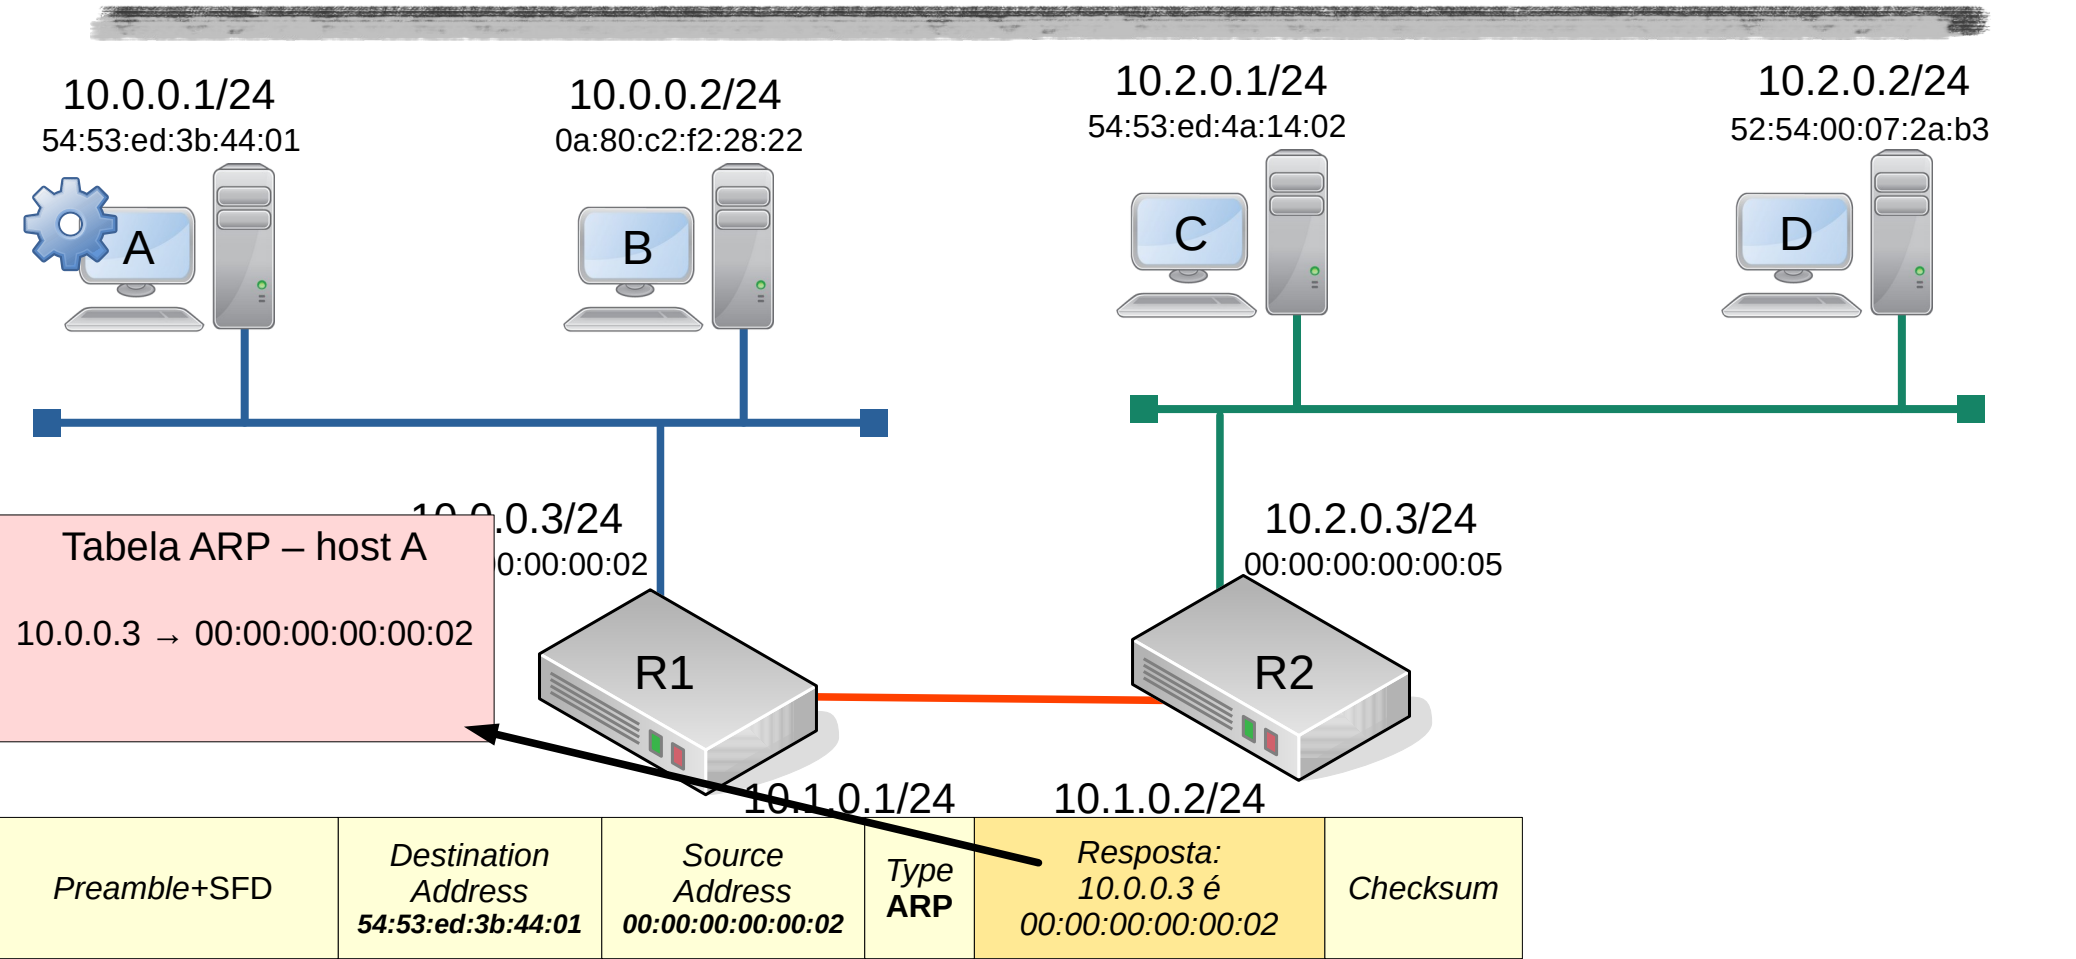 10.0.0.1/24
54:53:ed:3b:44:01
10.0.0.2/24
0a:80:c2:f2:28:22
10.2.0.1/24
54:53:ed:4a:14:02
10.2.0.2/24
52:54:00:07:2a:b3
A
B
C
D
.0.3/24
0:00:00:02
10.2.0.3/24
00:00:00:00:00:05
Tabela ARP – host A
10.0.0.3 → 00:00:00:00:00:02
R1
R2
10.1.0.1/24
10.1.0.2/24
Preamble+SFD
Destination
Address
54:53:ed:3b:44:01
Source
Address
00:00:00:00:00:02
Type
ARP
Resposta:
10.0.0.3 é
00:00:00:00:00:02
Checksum